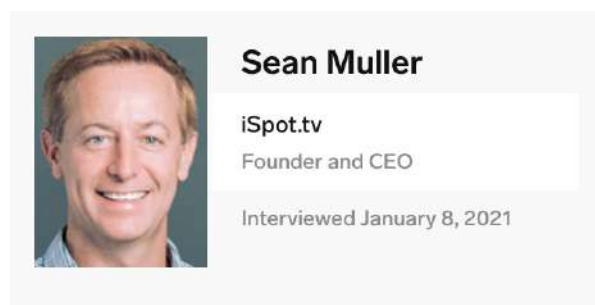 Sean Muller
iSpot.tv
Founder and CEO
Interviewed January 8, 2021